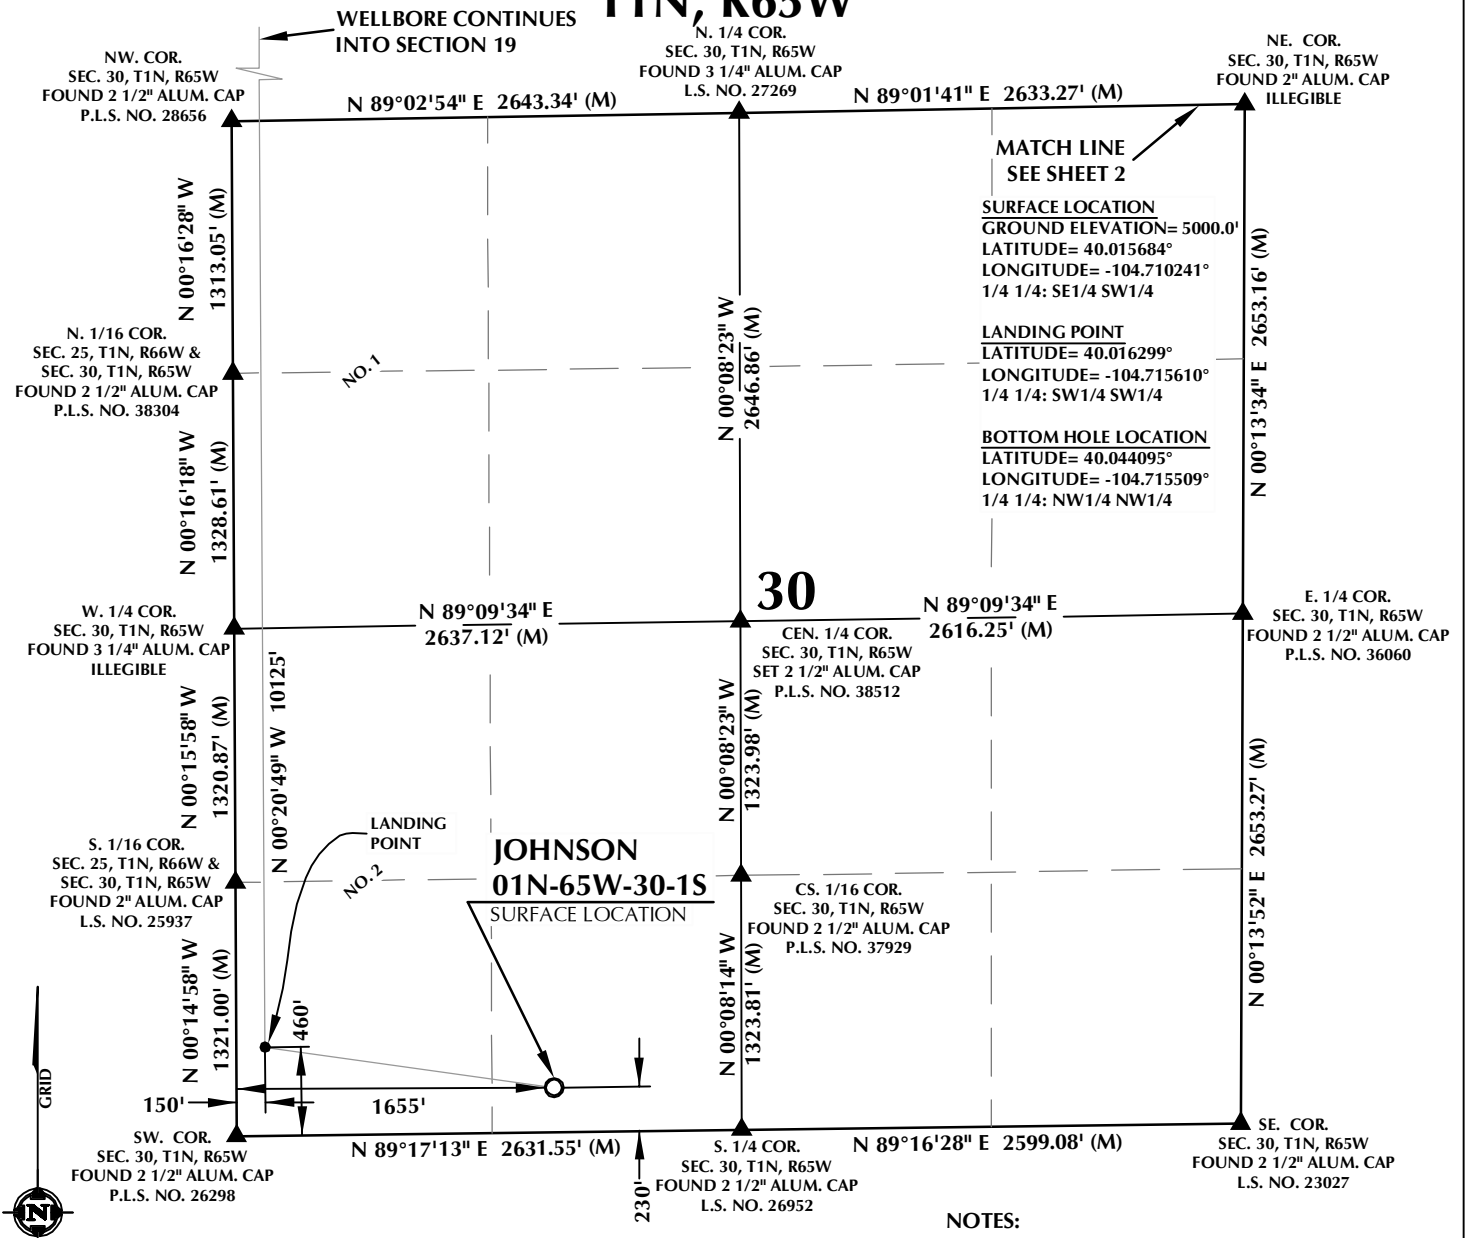 T1N, R65W
WELLBORE CONTINUES
INTO SECTION 19
NW. COR.
SEC. 30, T1N, R65W
FOUND 2 1/2" ALUM. CAP
P.L.S. NO. 28656
N. 1/4 COR.
SEC. 30, T1N, R65W
FOUND 3 1/4" ALUM. CAP
L.S. NO. 27269
NE. COR.
SEC. 30, T1N, R65W
FOUND 2" ALUM. CAP
ILLEGIBLE
N 89°02'54" E 2643.34' (M)
N 89°01'41" E 2633.27' (M)
MATCH LINE
SEE SHEET 2
SURFACE LOCATION
GROUND ELEVATION= 5000.0'
LATITUDE= 40.015684°
LONGITUDE= -104.710241°
1/4 1/4: SE1/4 SW1/4
LANDING POINT
LATITUDE= 40.016299°
LONGITUDE= -104.715610°
1/4 1/4: SW1/4 SW1/4
BOTTOM HOLE LOCATION
LATITUDE= 40.044095°
LONGITUDE= -104.715509°
1/4 1/4: NW1/4 NW1/4
N 00°16'28" W
1313.05' (M)
N. 1/16 COR.
SEC. 25, T1N, R66W &
SEC. 30, T1N, R65W
FOUND 2 1/2" ALUM. CAP
P.L.S. NO. 38304
NO. 1
N 00°08'23" W
2646.86' (M)
N 00°13'34" E 2653.16' (M)
N 00°16'18" W
1328.61' (M)
W. 1/4 COR.
SEC. 30, T1N, R65W
FOUND 3 1/4" ALUM. CAP
ILLEGIBLE
N 89°09'34" E
2637.12' (M)
30
N 89°09'34" E
2616.25' (M)
CEN. 1/4 COR.
SEC. 30, T1N, R65W
SET 2 1/2" ALUM. CAP
P.L.S. NO. 38512
E. 1/4 COR.
SEC. 30, T1N, R65W
FOUND 2 1/2" ALUM. CAP
P.L.S. NO. 36060
N 00°15'58" W
1320.87' (M)
N 00°20'49" W 10125'
N 00°08'23" W
1323.98' (M)
N 00°13'52" E 2653.27' (M)
LANDING
POINT
S. 1/16 COR.
SEC. 25, T1N, R66W &
SEC. 30, T1N, R65W
FOUND 2" ALUM. CAP
L.S. NO. 25937
NO. 2
JOHNSON
01N-65W-30-1S
SURFACE LOCATION
CS. 1/16 COR.
SEC. 30, T1N, R65W
FOUND 2 1/2" ALUM. CAP
P.L.S. NO. 37929
N 00°14'58" W
1321.00' (M)
460'
N 00°08'14" W
1323.81' (M)
GRID
150'
1655'
SW. COR.
SEC. 30, T1N, R65W
FOUND 2 1/2" ALUM. CAP
P.L.S. NO. 26298
N 89°17'13" E 2631.55' (M)
230'
S. 1/4 COR.
SEC. 30, T1N, R65W
FOUND 2 1/2" ALUM. CAP
L.S. NO. 26952
N 89°16'28" E 2599.08' (M)
SE. COR.
SEC. 30, T1N, R65W
FOUND 2 1/2" ALUM. CAP
L.S. NO. 23027
N
NOTES: